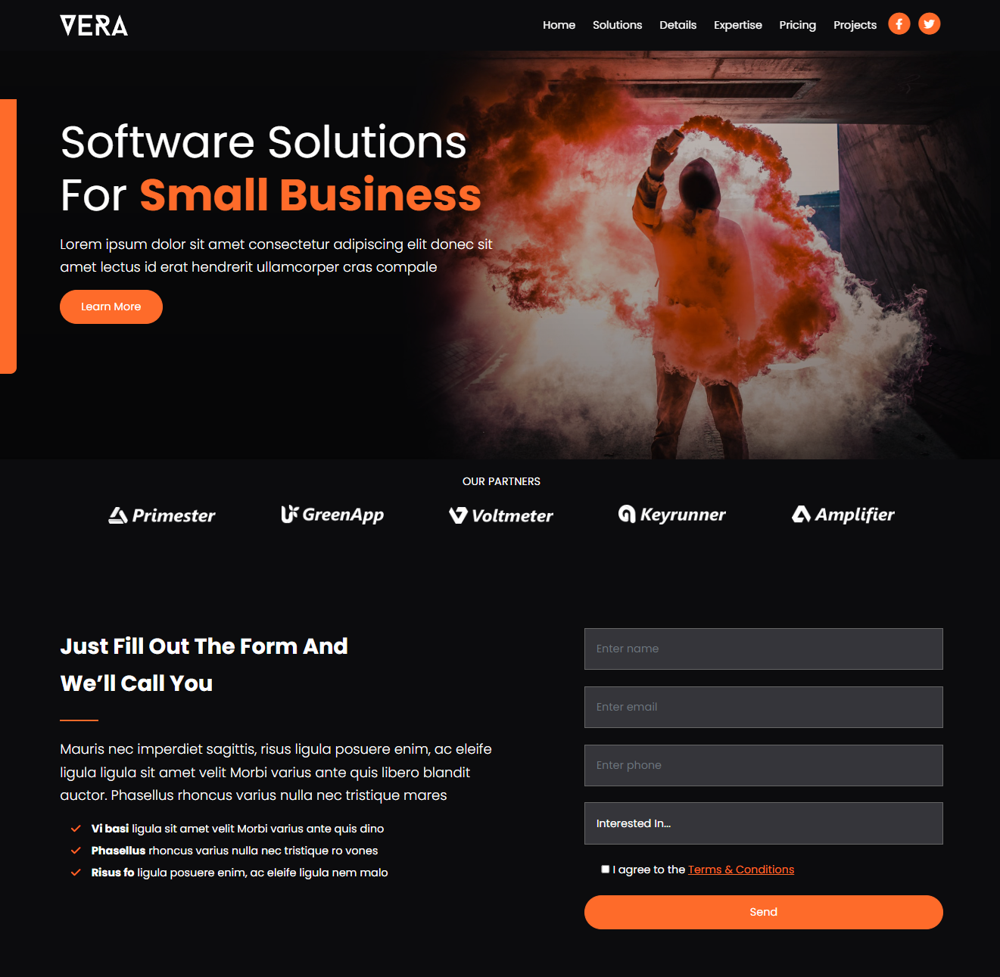 VERA
Home Solutions Details Expertise Pricing Projects
Software Solutions
For Small Business
Lorem ipsum dolor sit amet consectetur adipiscing elit donec sit
amet lectus id erat hendrerit ullamcorper cras compale
Learn More
OUR PARTNERS
Primester GreenApp Voltmeter Keyrunner Amplifier
Just Fill Out The Form And
We’ll Call You
Mauris nec imperdiet sagittis, risus ligula posuere enim, ac eleife
ligula ligula sit amet velit Morbi varius ante quis libero blandit
auctor. Phasellus rhoncus varius nulla nec tristique mares
Vi basi ligula sit amet velit Morbi varius ante quis dino
Phasellus rhoncus varius nulla nec tristique ro vones
Risus fo ligula posuere enim, ac eleife ligula nem malo
Enter name
Enter email
Enter phone
Interested In...
I agree to the Terms & Conditions
Send